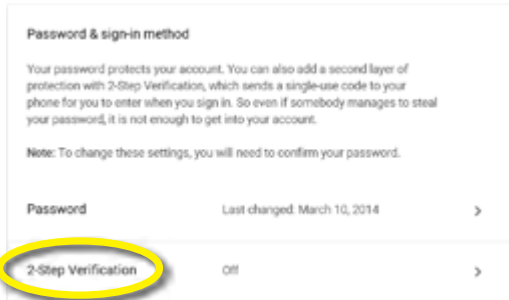 Password & sign-in method
Your password protects your account. You can also add a second layer of
protection with 2-Step Verification, which sends a single-use code to your
phone for you to enter when you sign in. So even if somebody manages to steal
your password, it is not enough to get into your account.
Note: To change these settings, you will need to confirm your password.
Password Last changed: March 10, 2014 >
2-Step Verification Off >